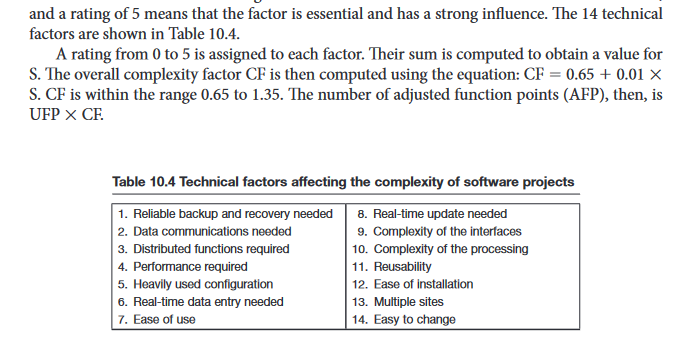 and a rating of 5 means that the factor is essential and has a strong influence. The 14 technical
factors are shown in Table 10.4.
A rating from 0 to 5 is assigned to each factor. Their sum is computed to obtain a value for
S. The overall complexity factor CF is then computed using the equation: CF = 0.65 + 0.01 ×
S. CF is within the range 0.65 to 1.35. The number of adjusted function points (AFP), then, is
UFP × CF.
Table 10.4 Technical factors affecting the complexity of software projects
1. Reliable backup and recovery needed
2. Data communications needed
3. Distributed functions required
4. Performance required
5. Heavily used configuration
6. Real-time data entry needed
7. Ease of use
8. Real-time update needed
9. Complexity of the interfaces
10. Complexity of the processing
11. Reusability
12. Ease of installation
13. Multiple sites
14. Easy to change